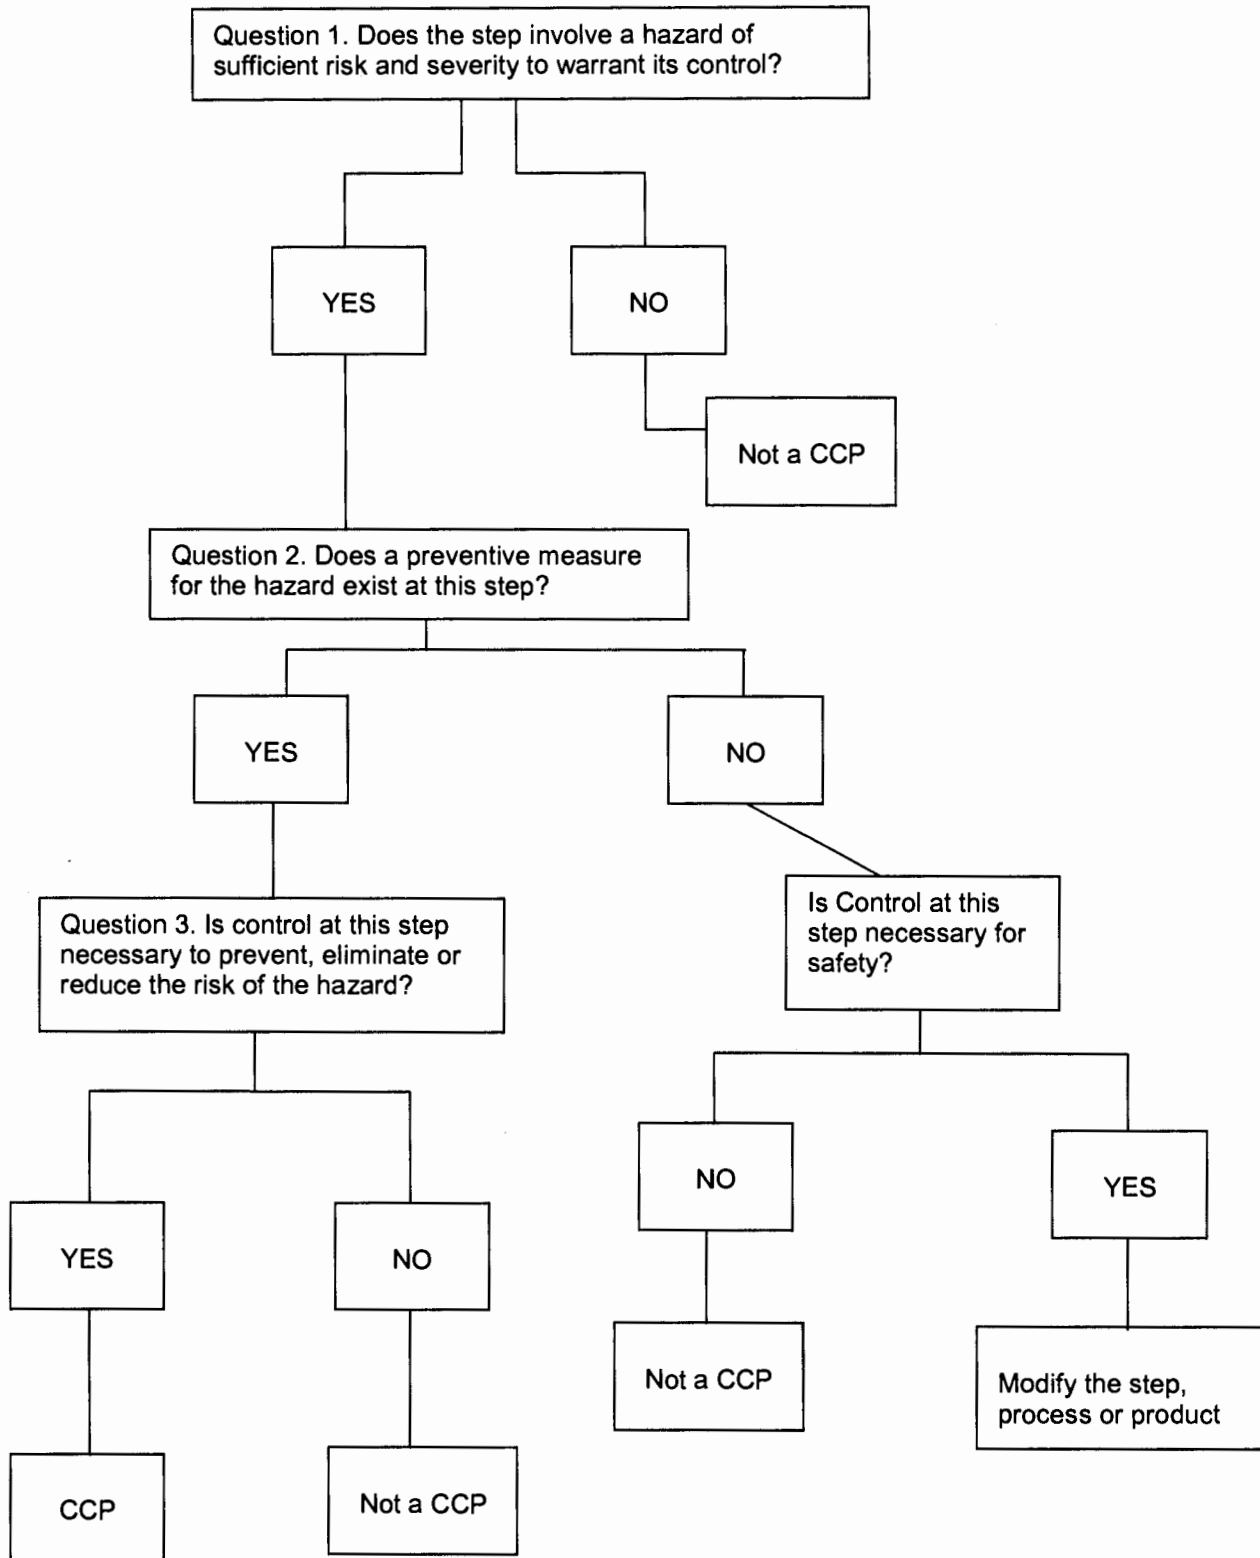 Question 1. Does the step involve a hazard of
sufficient risk and severity to warrant its control?
YES
NO
Not a CCP
Question 2. Does a preventive measure
for the hazard exist at this step?
YES
NO
Question 3. Is control at this step
necessary to prevent, eliminate or
reduce the risk of the hazard?
Is Control at this
step necessary for
safety?
YES
NO
NO
YES
CCP
Not a CCP
Not a CCP
Modify the step,
process or product